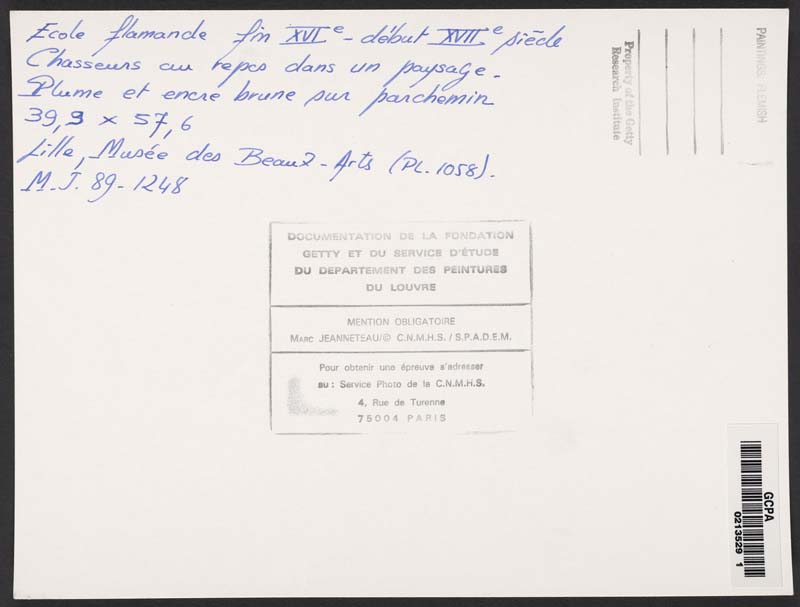 Ecole flamande fin XVIe - début XVIIe siècle
Chasseurs au repos dans un paysage.
Plume et encre brune sur parchemin
39,9 x 57,6
Lille, Musée des Beaux-Arts (PL. 1058).
M.J. 89-1248
Property of the Getty
Research Institute
PAINTINGS: FLEMISH
DOCUMENTATION DE LA FONDATION
GETTY ET DU SERVICE D'ÉTUDE
DU DEPARTEMENT DES PEINTURES
DU LOUVRE
MENTION OBLIGATOIRE
MARC JEANNETEAU/© C.N.M.H.S. / S.P.A.D.E.M.
Pour obtenir une épreuve s'adresser
au : Service Photo de la C.N.M.H.S.
4, Rue de Turenne
75004 PARIS
GCPA
0213529 1